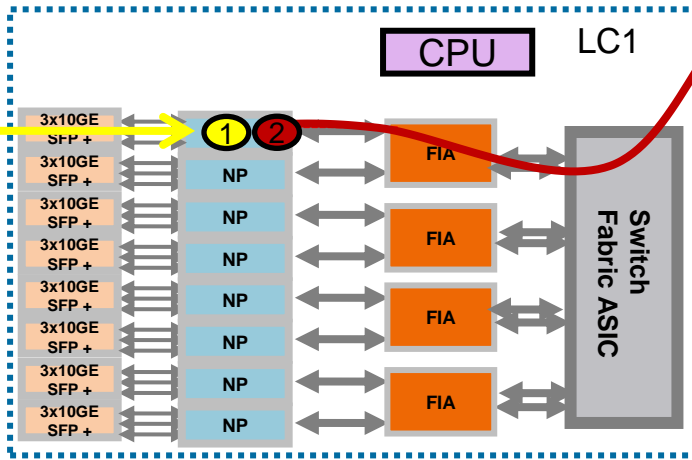 CPU
LC1
3x10GE
SFP +
1
2
FIA
3x10GE
SFP +
NP
3x10GE
SFP +
NP
FIA
3x10GE
SFP +
NP
3x10GE
SFP +
NP
FIA
3x10GE
SFP +
NP
3x10GE
SFP +
NP
FIA
3x10GE
SFP +
NP
Switch
Fabric ASIC